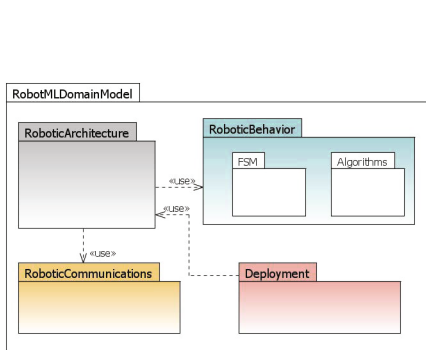 RobotMLDomainModel
RoboticArchitecture
RoboticBehavior
FSM
Algorithms
«use»
«use»
«use»
RoboticCommunications
Deployment